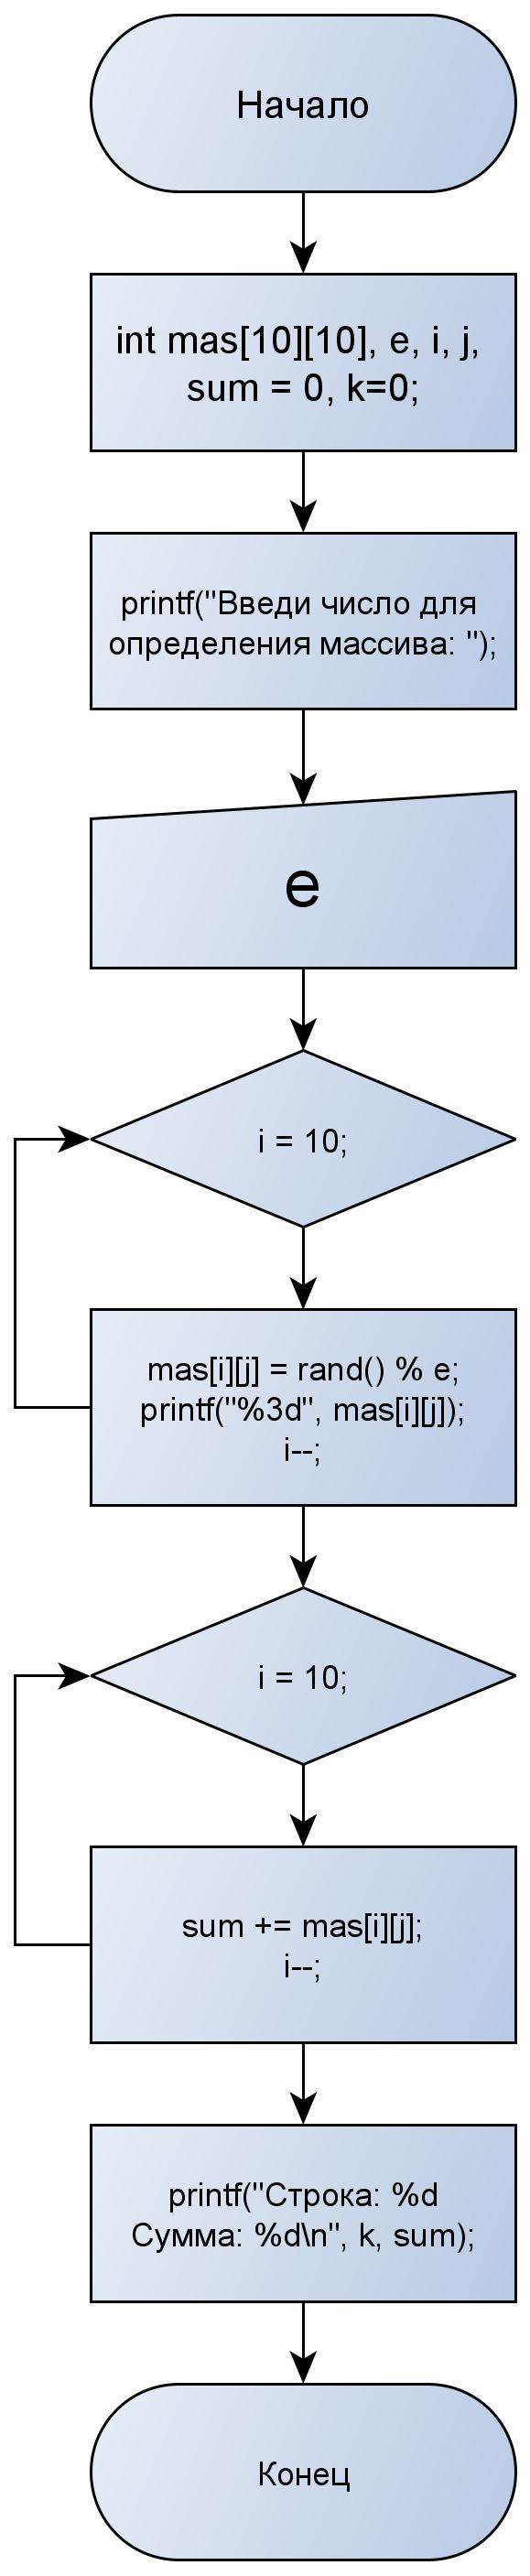 Начало
int mas[10][10], e, i, j,
sum = 0, k=0;
printf("Введи число для
определения массива: ");
e
i = 10;
mas[i][j] = rand() % e;
printf("%3d", mas[i][j]);
i--;
i = 10;
sum += mas[i][j];
i--;
printf("Строка: %d
Сумма: %d\n", k, sum);
Конец